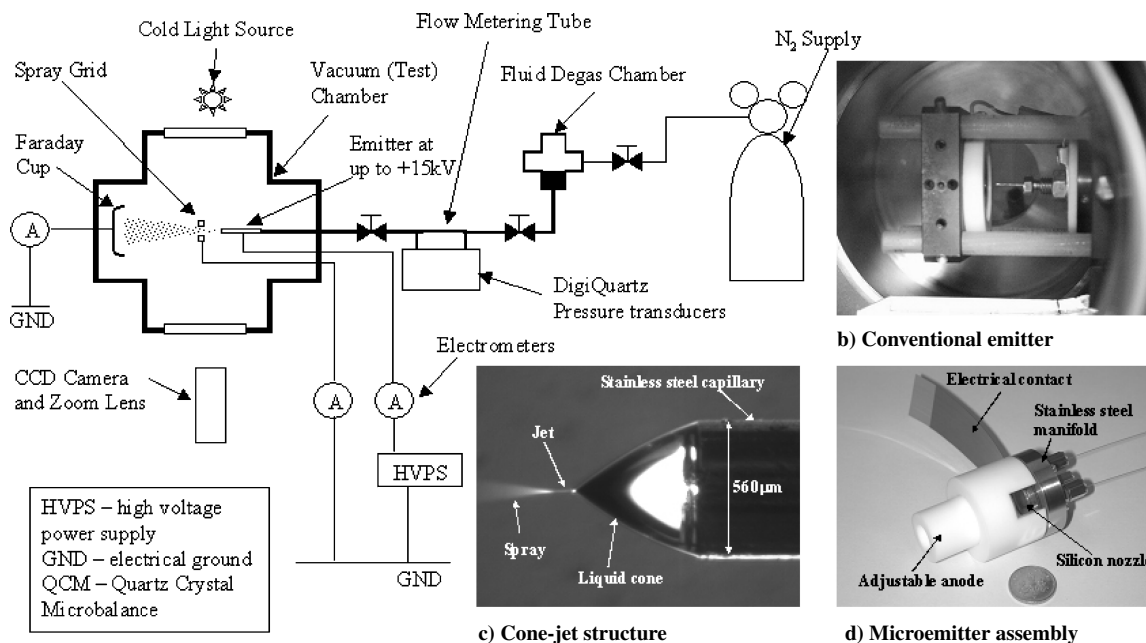 Cold Light Source
Flow Metering Tube
N2 Supply
Spray Grid
Vacuum (Test)
Chamber
Fluid Degas Chamber
Faraday
Cup
Emitter at
up to +15kV
A
GND
DigiQuartz
Pressure transducers
CCD Camera
and Zoom Lens
Electrometers
A
A
HVPS
GND
HVPS – high voltage
power supply
GND – electrical ground
QCM – Quartz Crystal
Microbalance
b) Conventional emitter
Stainless steel capillary
Jet
560µm
Spray
Liquid cone
c) Cone-jet structure
Electrical contact
Stainless steel
manifold
Silicon nozzle
Adjustable anode
d) Microemitter assembly